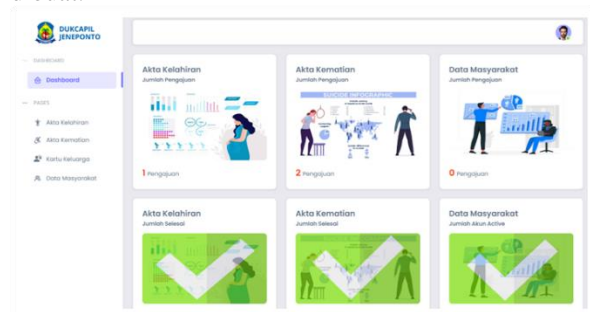 DUKCAPIL
JENEPONTO
DASHBOARD
Dashboard
PAGES
Akta Kelahiran
Akta Kematian
Kartu Keluarga
Data Masyarakat
Akta Kelahiran
Jumlah Pengajuan
1 Pengajuan
Akta Kematian
Jumlah Pengajuan
SUICIDE INFOGRAPHIC
2 Pengajuan
Data Masyarakat
Jumlah Pengajuan
0 Pengajuan
Akta Kelahiran
Jumlah Selesai
Akta Kematian
Jumlah Selesai
Data Masyarakat
Jumlah Akun Active